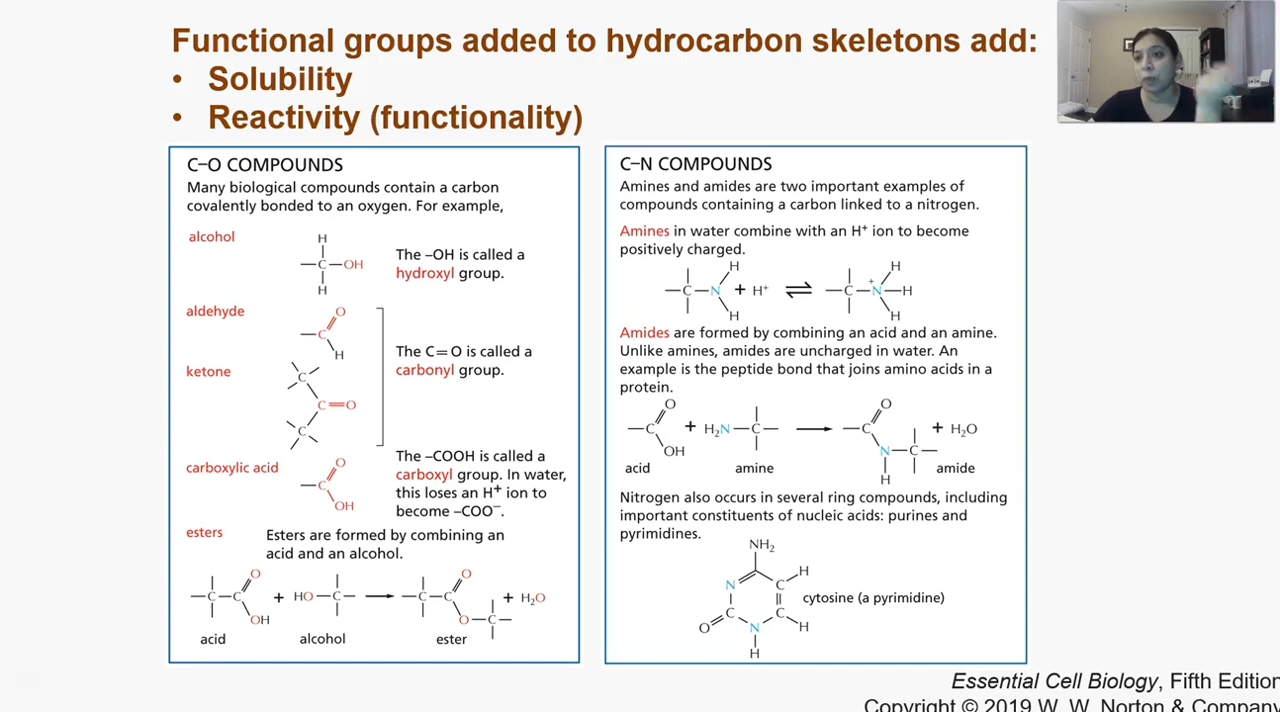 Functional groups added to hydrocarbon skeletons add:
• Solubility
• Reactivity (functionality)
C–O COMPOUNDS
Many biological compounds contain a carbon
covalently bonded to an oxygen. For example,
alcohol
H
–C–OH
H
The –OH is called a
hydroxyl group.
aldehyde
O
–C
H
The C=O is called a
carbonyl group.
ketone
C
C=O
C
carboxylic acid
O
–C
OH
The –COOH is called a
carboxyl group. In water,
this loses an H⁺ ion to
become –COO⁻.
esters
Esters are formed by combining an
acid and an alcohol.
O O
–C–C + HO–C– → –C–C + H₂O
OH O–C–
acid alcohol ester
C–N COMPOUNDS
Amines and amides are two important examples of
compounds containing a carbon linked to a nitrogen.
Amines in water combine with an H⁺ ion to become
positively charged.
H H
–C–N + H⁺ ⇌ –C–N⁺–H
H H
Amides are formed by combining an acid and an amine.
Unlike amines, amides are uncharged in water. An
example is the peptide bond that joins amino acids in a
protein.
O O
–C + H₂N–C– → –C + H₂O
OH N–C–
acid amine H amide
Nitrogen also occurs in several ring compounds, including
important constituents of nucleic acids: purines and
pyrimidines.
NH₂
H
N C
cytosine (a pyrimidine)
C C
O N H
H
Essential Cell Biology, Fifth Edition
Copyright © 2019 W. W. Norton & Company